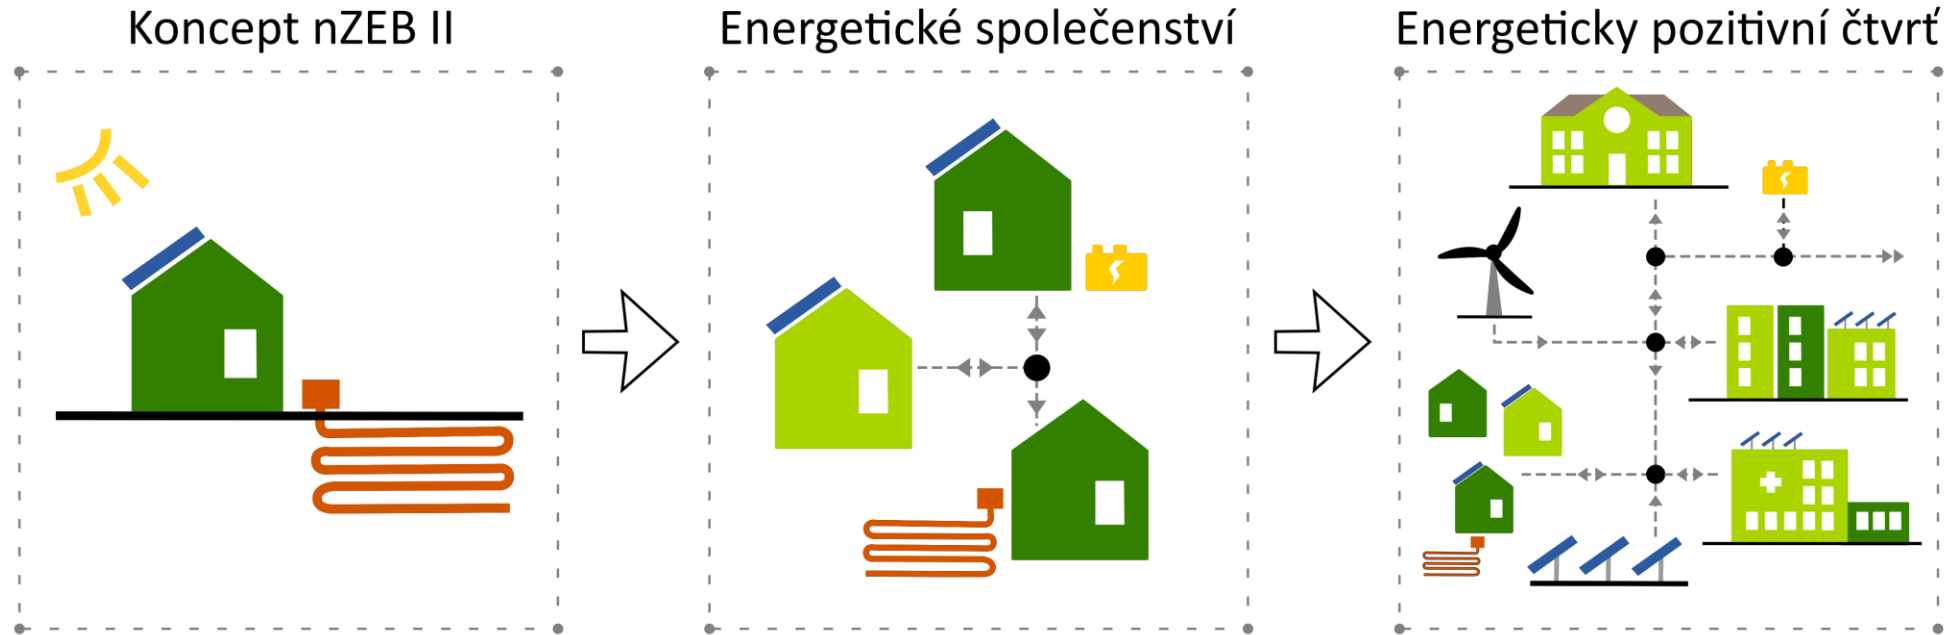 Koncept nZEB II
Energetické společenství
Energeticky pozitivní čtvrť